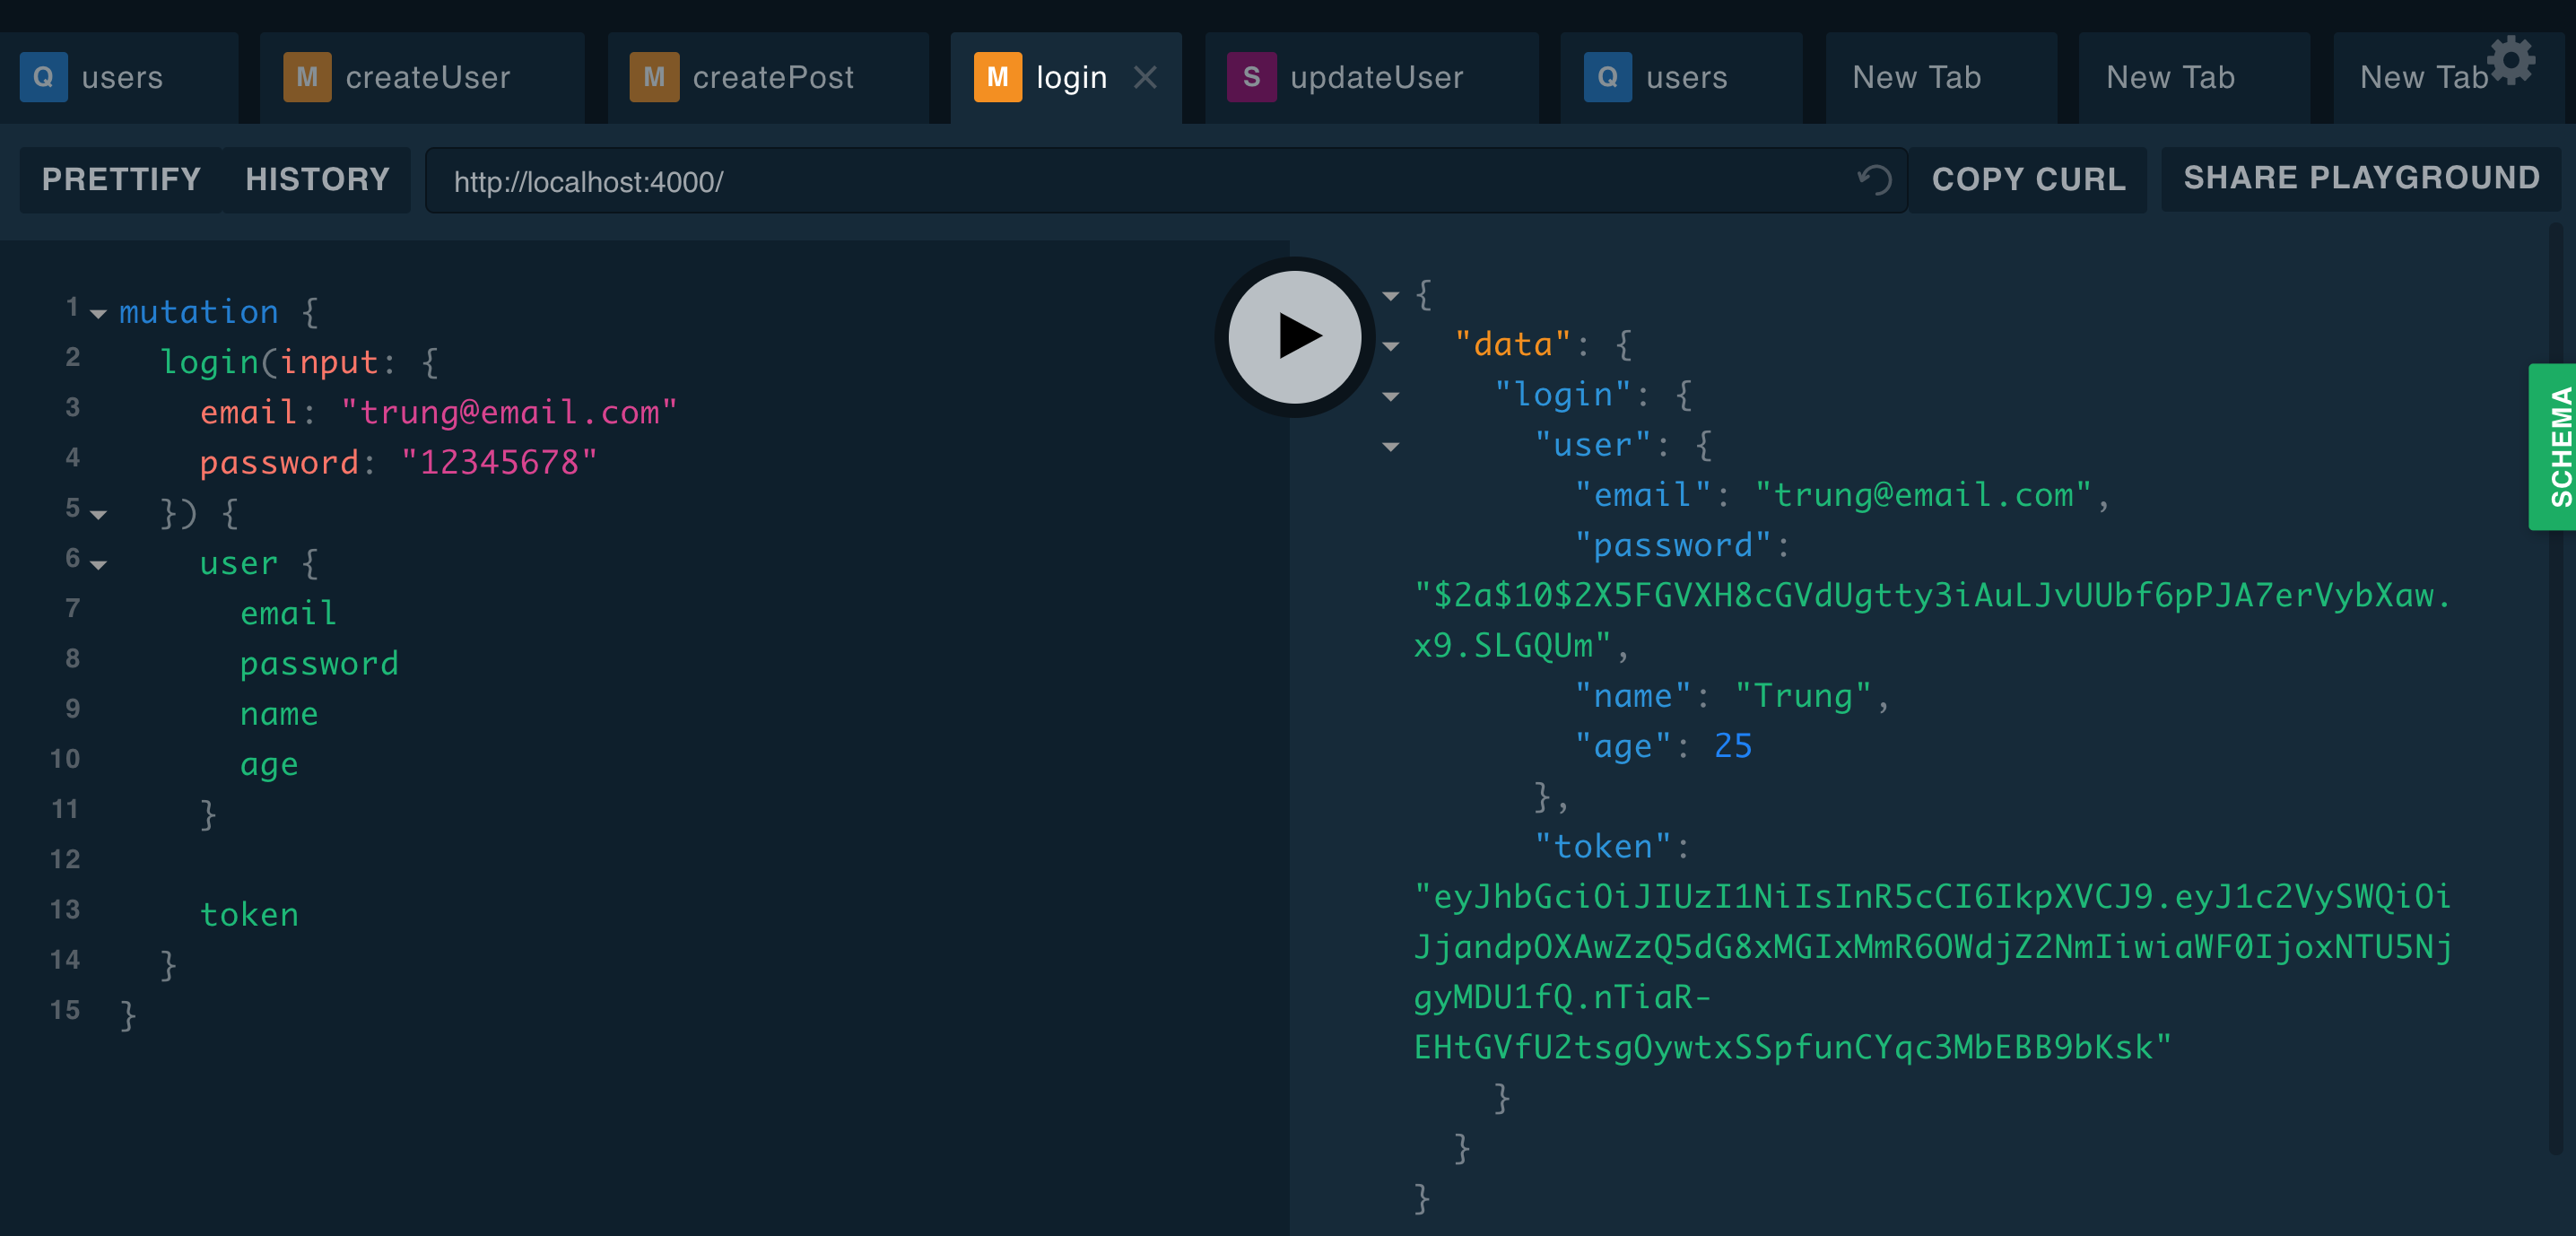 Q users
M createUser
M createPost
M login
S updateUser
Q users
New Tab
New Tab
New Tab
PRETTIFY
HISTORY
http://localhost:4000/
COPY CURL
SHARE PLAYGROUND
1 mutation {
2 login(input: {
3 email: "trung@email.com"
4 password: "12345678"
5 }) {
6 user {
7 email
8 password
9 name
10 age
11 }
12
13 token
14 }
15 }
{
"data": {
"login": {
"user": {
"email": "trung@email.com",
"password":
"$2a$10$2X5FGVXH8cGVdUgtty3iAuLJvUUbf6pPJA7erVybXaw.
x9.SLGQUm",
"name": "Trung",
"age": 25
},
"token":
"eyJhbGciOiJIUzI1NiIsInR5cCI6IkpXVCJ9.eyJ1c2VySWQiOi
JjandpOXAwZzQ5dG8xMGIxMmR6OWdjZ2NmIiwiaWF0IjoxNTU5Nj
gyMDU1fQ.nTiaR-
EHtGVfU2tsgOywtxSSpfunCYqc3MbEBB9bKsk"
}
}
}
SCHEMA